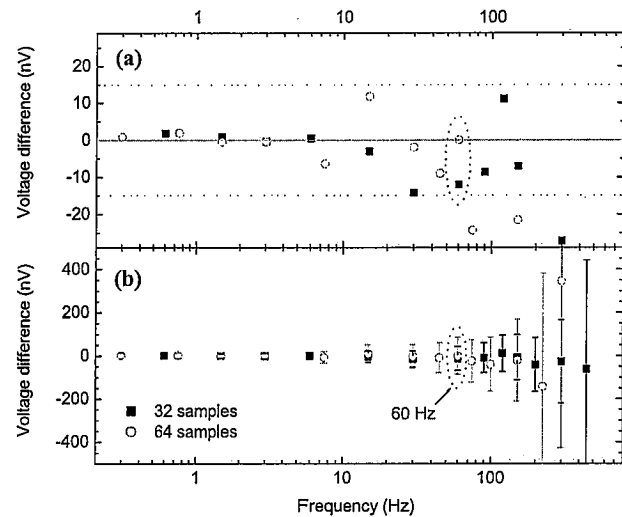 1 10 100
(a)
20
10
0
-10
-20
Voltage difference (nV)
(b)
400
200
0
-200
-400
Voltage difference (nV)
60 Hz
32 samples
64 samples
1 10 100
Frequency (Hz)